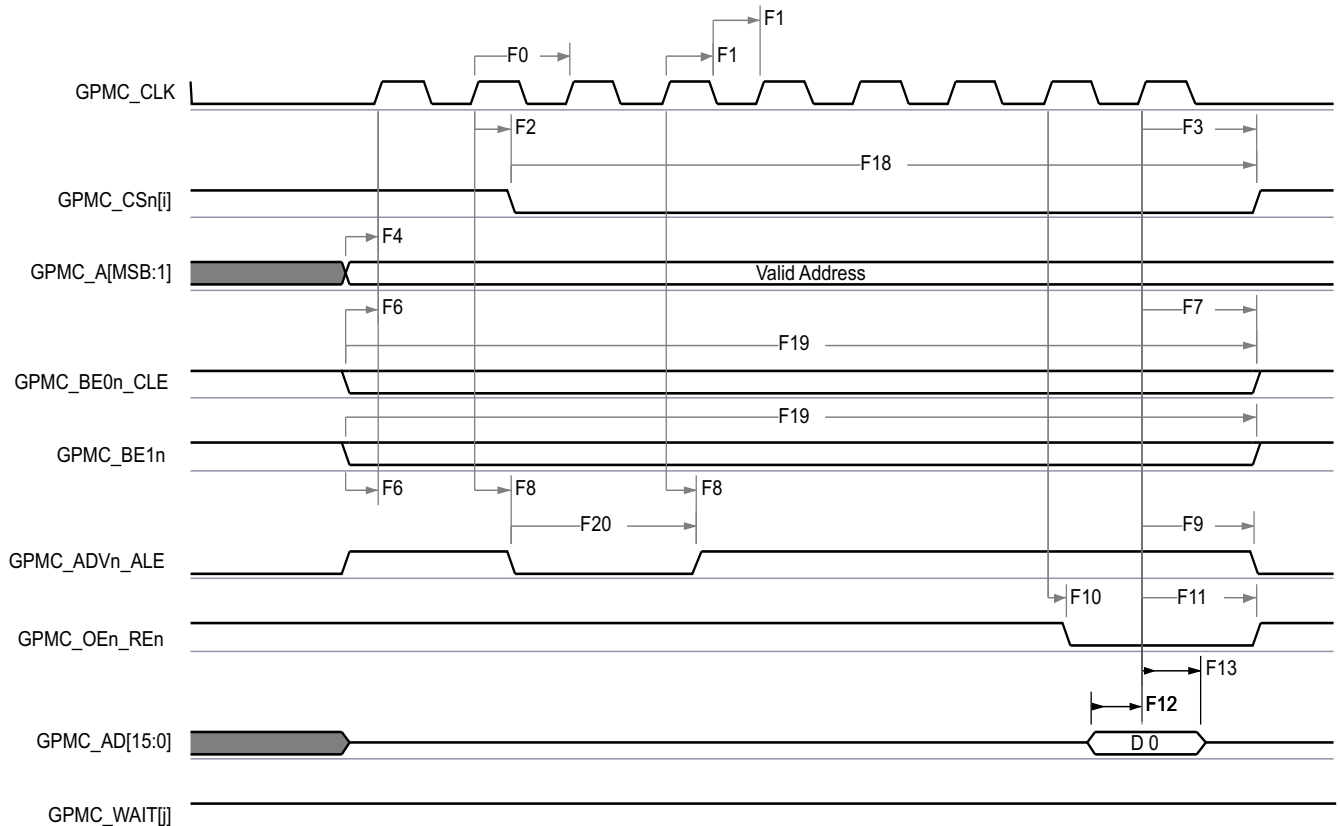 F1
F0
F1
GPMC_CLK
F2
F3
F18
GPMC_CSn[i]
F4
GPMC_A[MSB:1]
Valid Address
F6
F7
F19
GPMC_BE0n_CLE
F19
GPMC_BE1n
F6
F8
F8
F20
F9
GPMC_ADVn_ALE
F10
F11
GPMC_OEn_REn
F13
F12
GPMC_AD[15:0]
D 0
GPMC_WAIT[j]